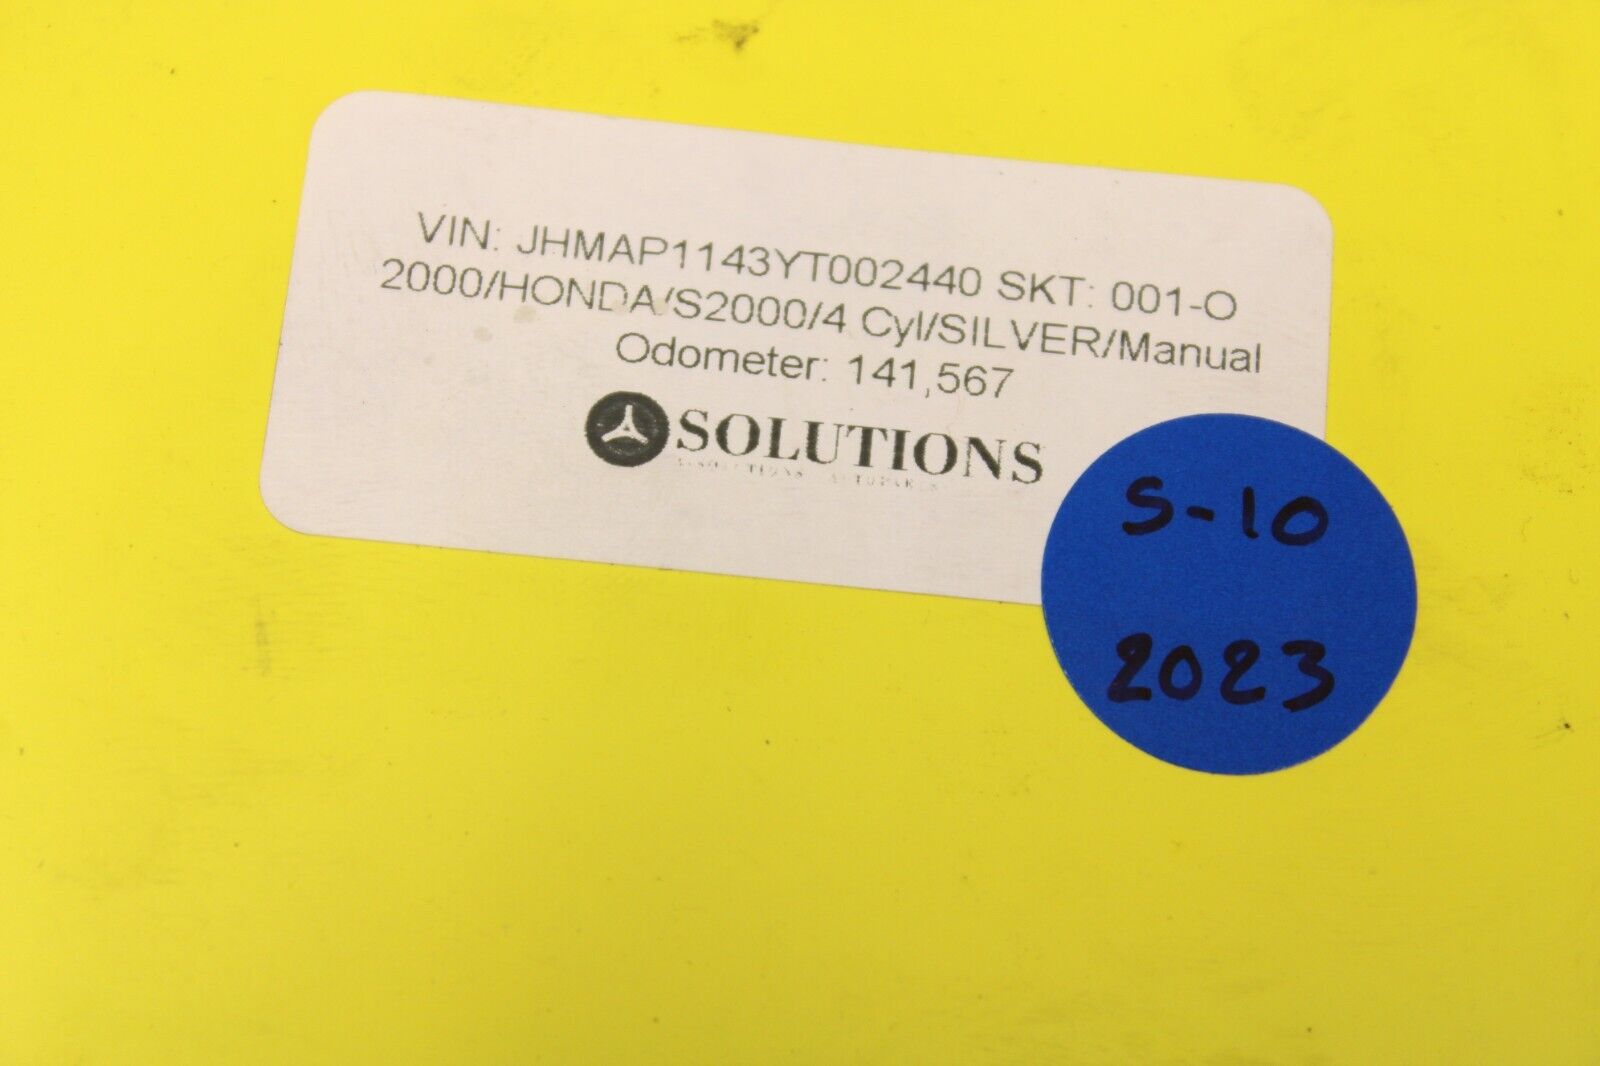 VIN: JHMAP1143YT002440 SKT: 001-O
2000/HONDA/S2000/4 Cyl/SILVER/Manual
Odometer: 141,567
SOLUTIONS
S-10
2023